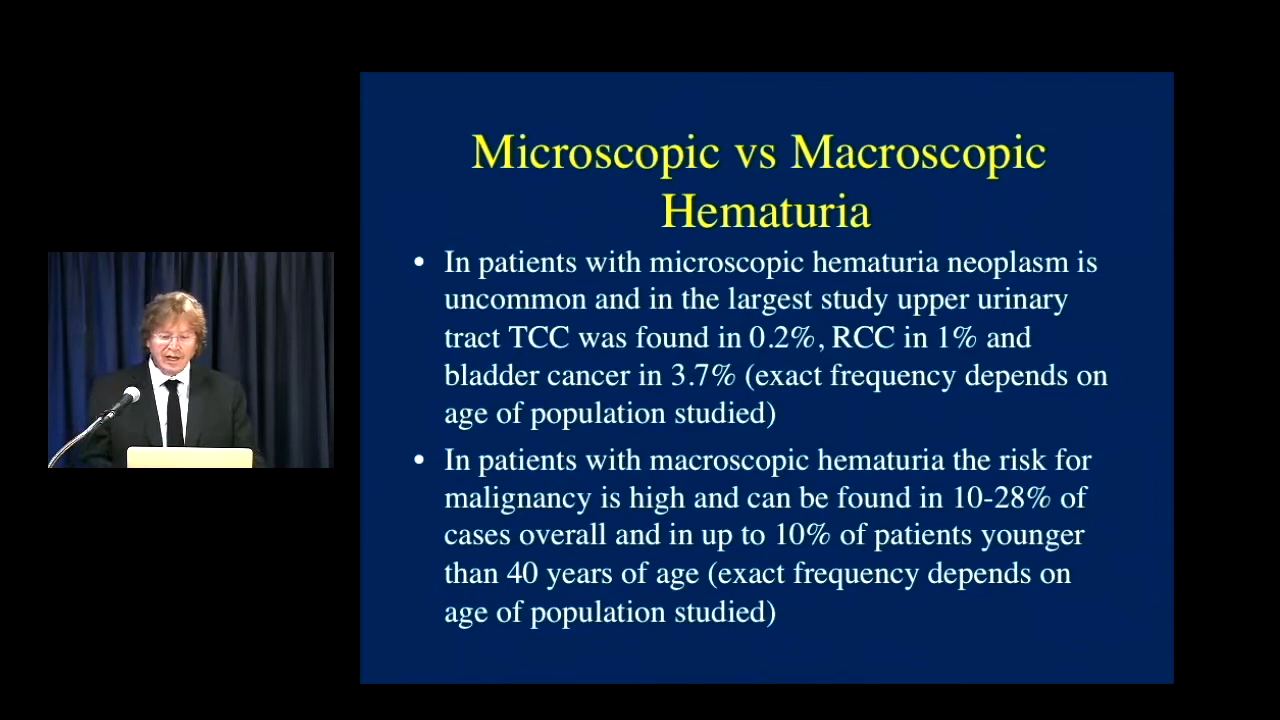 Microscopic vs Macroscopic
Hematuria
• In patients with microscopic hematuria neoplasm is
uncommon and in the largest study upper urinary
tract TCC was found in 0.2%, RCC in 1% and
bladder cancer in 3.7% (exact frequency depends on
age of population studied)
• In patients with macroscopic hematuria the risk for
malignancy is high and can be found in 10-28% of
cases overall and in up to 10% of patients younger
than 40 years of age (exact frequency depends on
age of population studied)